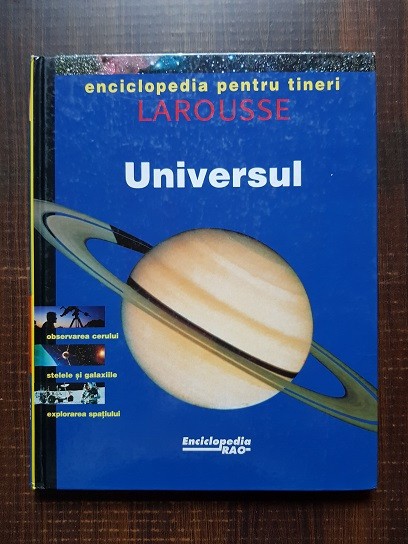 enciclopedia pentru tineri
LAROUSSE
Universul
observarea cerului
stelele și galaxiile
explorarea spațiului
Enciclopedia
RAO